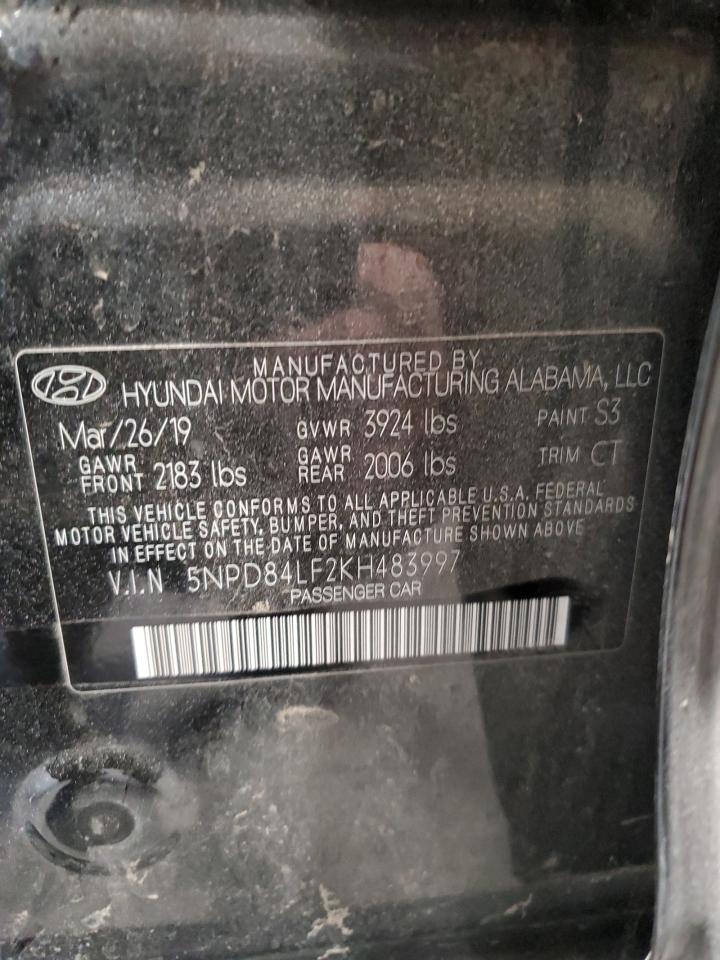 MANUFACTURED BY
HYUNDAI MOTOR MANUFACTURING ALABAMA, LLC
Mar/26/19 GVWR 3924 lbs PAINT S3
GAWR FRONT 2183 lbs GAWR REAR 2006 lbs TRIM CT
THIS VEHICLE CONFORMS TO ALL APPLICABLE U.S.A. FEDERAL
MOTOR VEHICLE SAFETY, BUMPER, AND THEFT PREVENTION STANDARDS
IN EFFECT ON THE DATE OF MANUFACTURE SHOWN ABOVE
V.I.N 5NPD84LF2KH483997
PASSENGER CAR